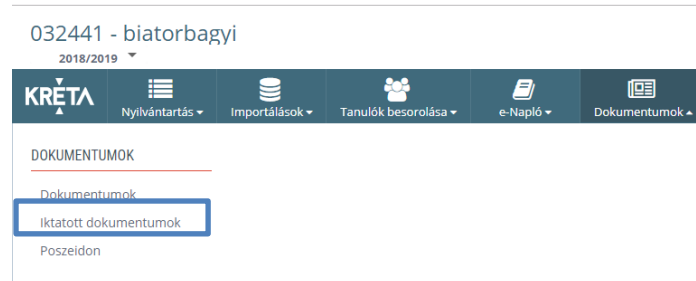 032441 - biatorbagyi
2018/2019
KRÉTA Nyilvántartás Importálások Tanulók besorolása e-Napló Dokumentumok
DOKUMENTUMOK
Dokumentumok
Iktatott dokumentumok
Poszeidon